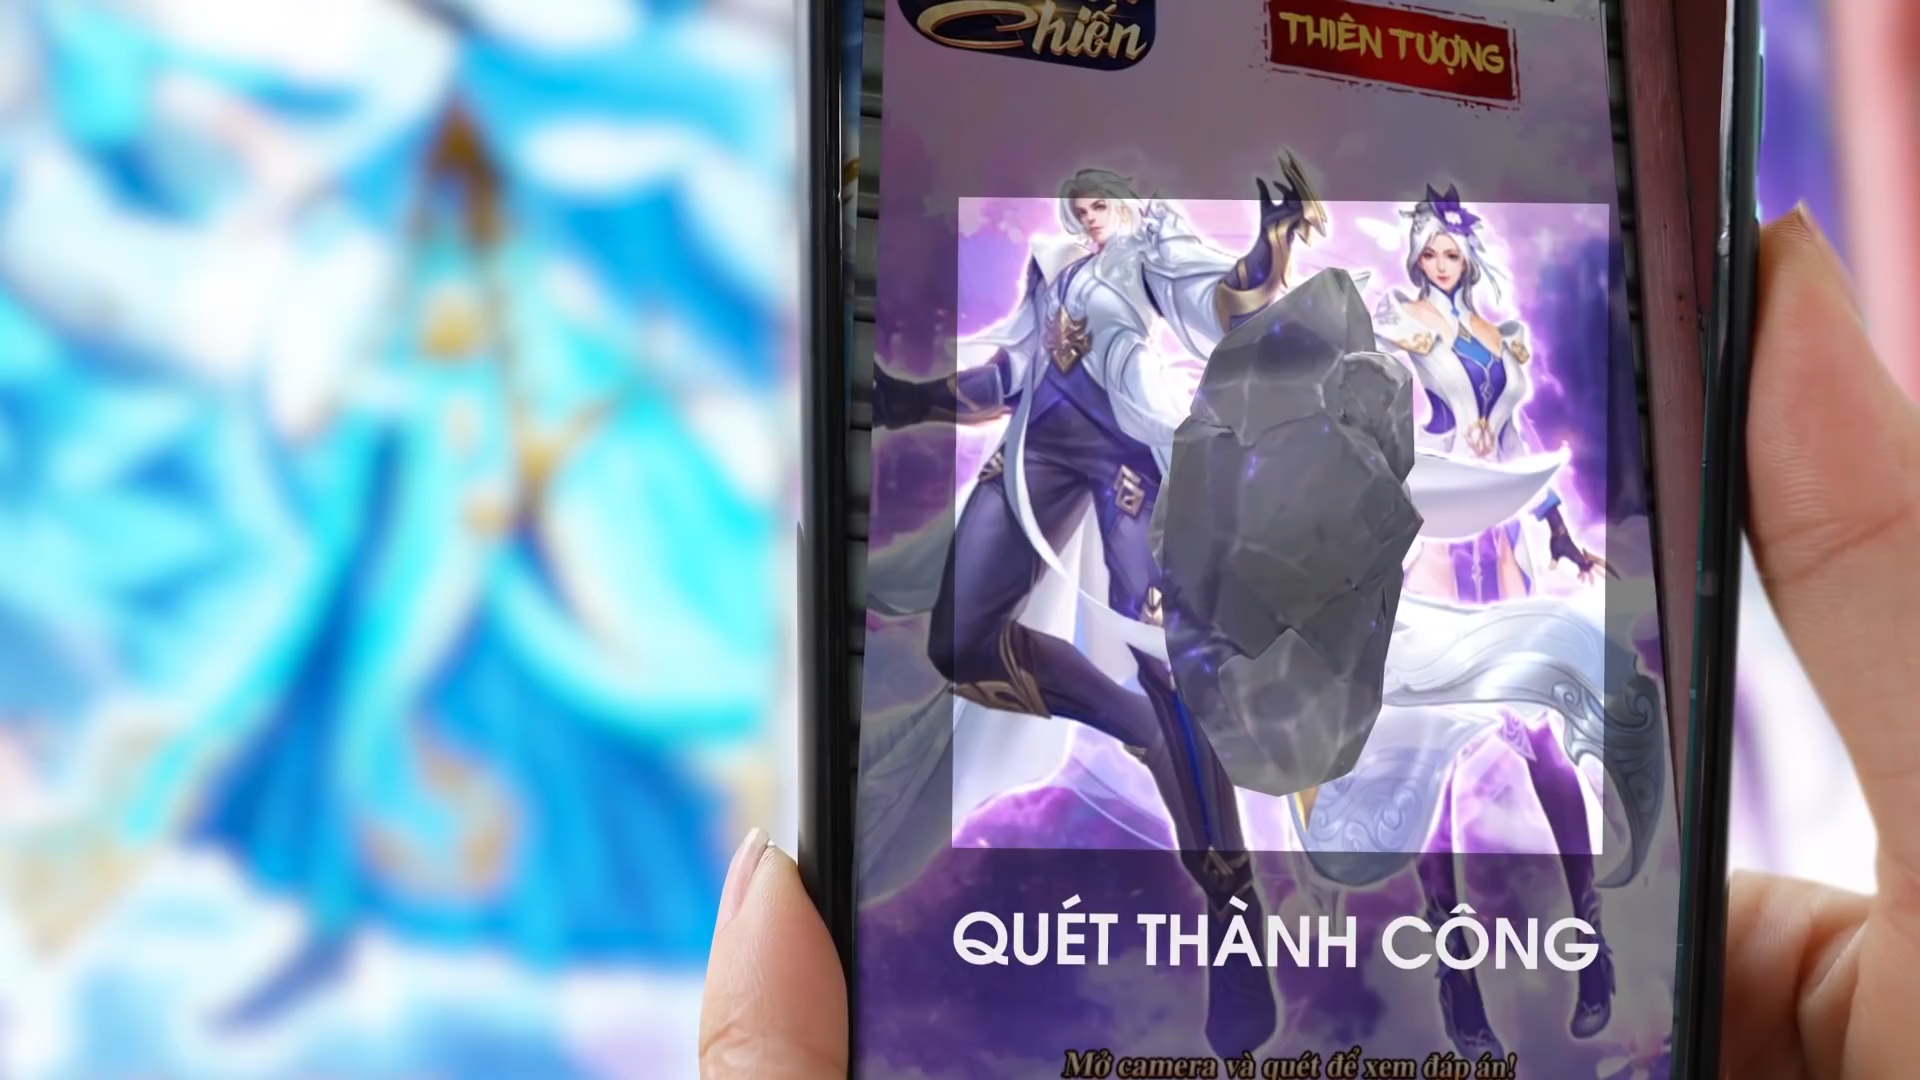 Chiến
THIÊN TƯỢNG
QUÉT THÀNH CÔNG
Mở camera và quét để xem đáp án!